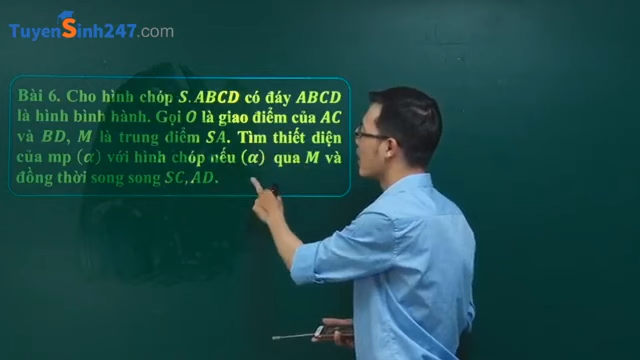 TuyenSinh247.com
Bài 6. Cho hình chóp S.ABCD có đáy ABCD
là hình bình hành. Gọi O là giao điểm của AC
và BD, M là trung điểm SA. Tìm thiết diện
của mp (α) với hình chóp nếu (α) qua M và
đồng thời song song SC, AD.